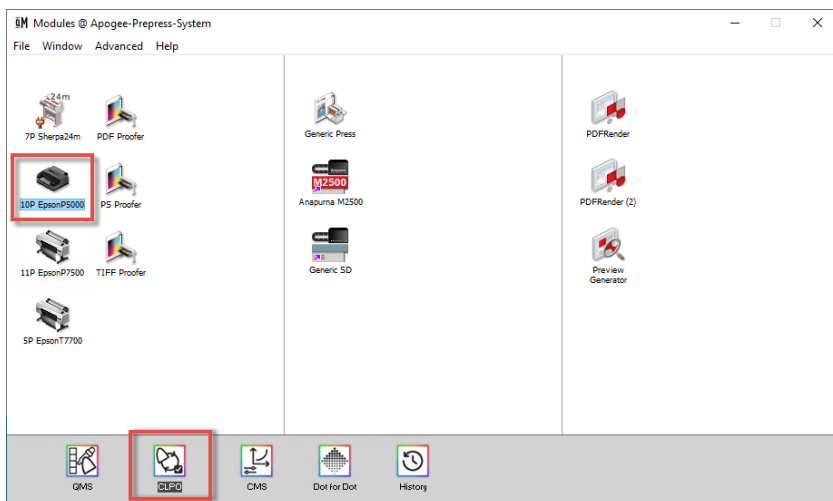 QM Modules @ Apogee-Prepress-System
File Window Advanced Help
24m
7P Sherpa24m
PDF Proofer
Generic Press
PDFRender
10P EpsonP5000
PS Proofer
M2500
Anapurna M2500
PDFRender (2)
11P EpsonP7500
TIFF Proofer
Generic SD
Preview
Generator
5P EpsonT7700
QMS
CLPO
CMS
Dot for Dot
History